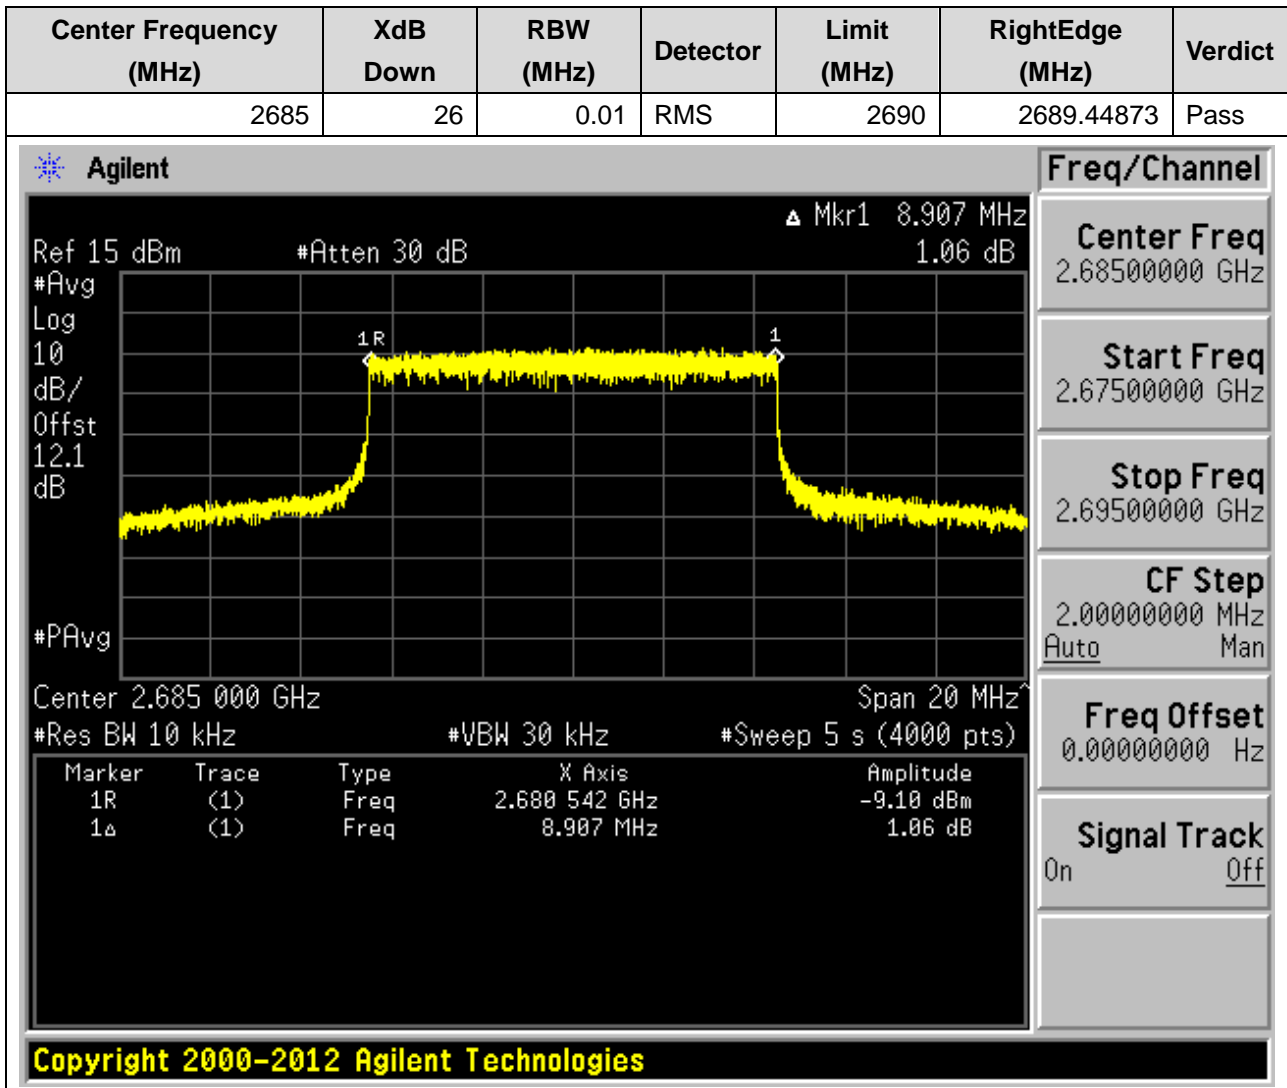 Center Frequency (MHz) XdB Down RBW (MHz) Detector Limit (MHz) RightEdge (MHz) Verdict
2685 26 0.01 RMS 2690 2689.44873 Pass
Agilent
Freq/Channel
Δ Mkr1 8.907 MHz
Ref 15 dBm #Atten 30 dB 1.06 dB
#Avg
Log
10
dB/
Offst
12.1
dB
#PAvg
1R
1
Center 2.685 000 GHz Span 20 MHz^
#Res BW 10 kHz #VBW 30 kHz #Sweep 5 s (4000 pts)
Marker Trace Type X Axis Amplitude
1R (1) Freq 2.680 542 GHz -9.10 dBm
1Δ (1) Freq 8.907 MHz 1.06 dB
Center Freq
2.68500000 GHz
Start Freq
2.67500000 GHz
Stop Freq
2.69500000 GHz
CF Step
2.00000000 MHz
Auto Man
Freq Offset
0.00000000 Hz
Signal Track
On Off
Copyright 2000-2012 Agilent Technologies